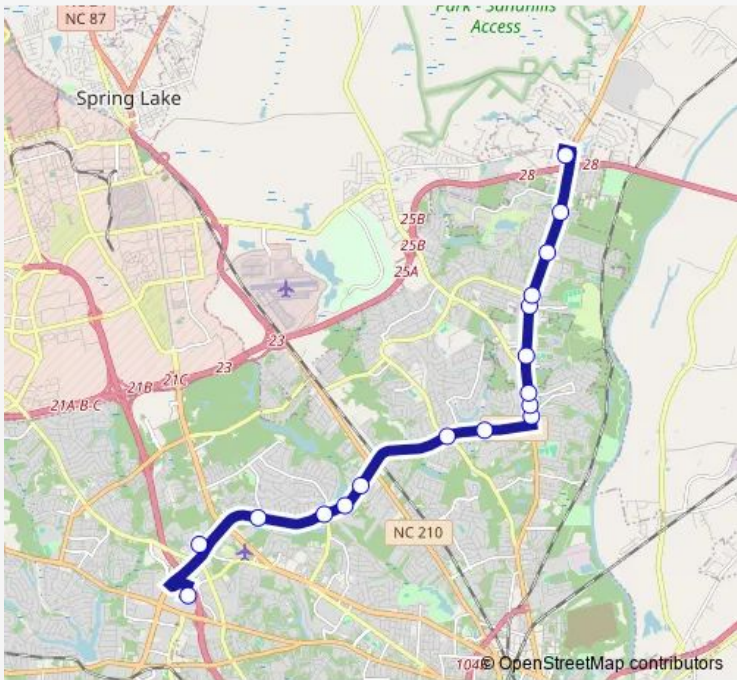 NC 87
Park - Sandhills
Access
Spring Lake
28
28
25B
25B
25A
23
23
21C
21B
21A-B-C
NC 210
104
© OpenStreetMap contributors